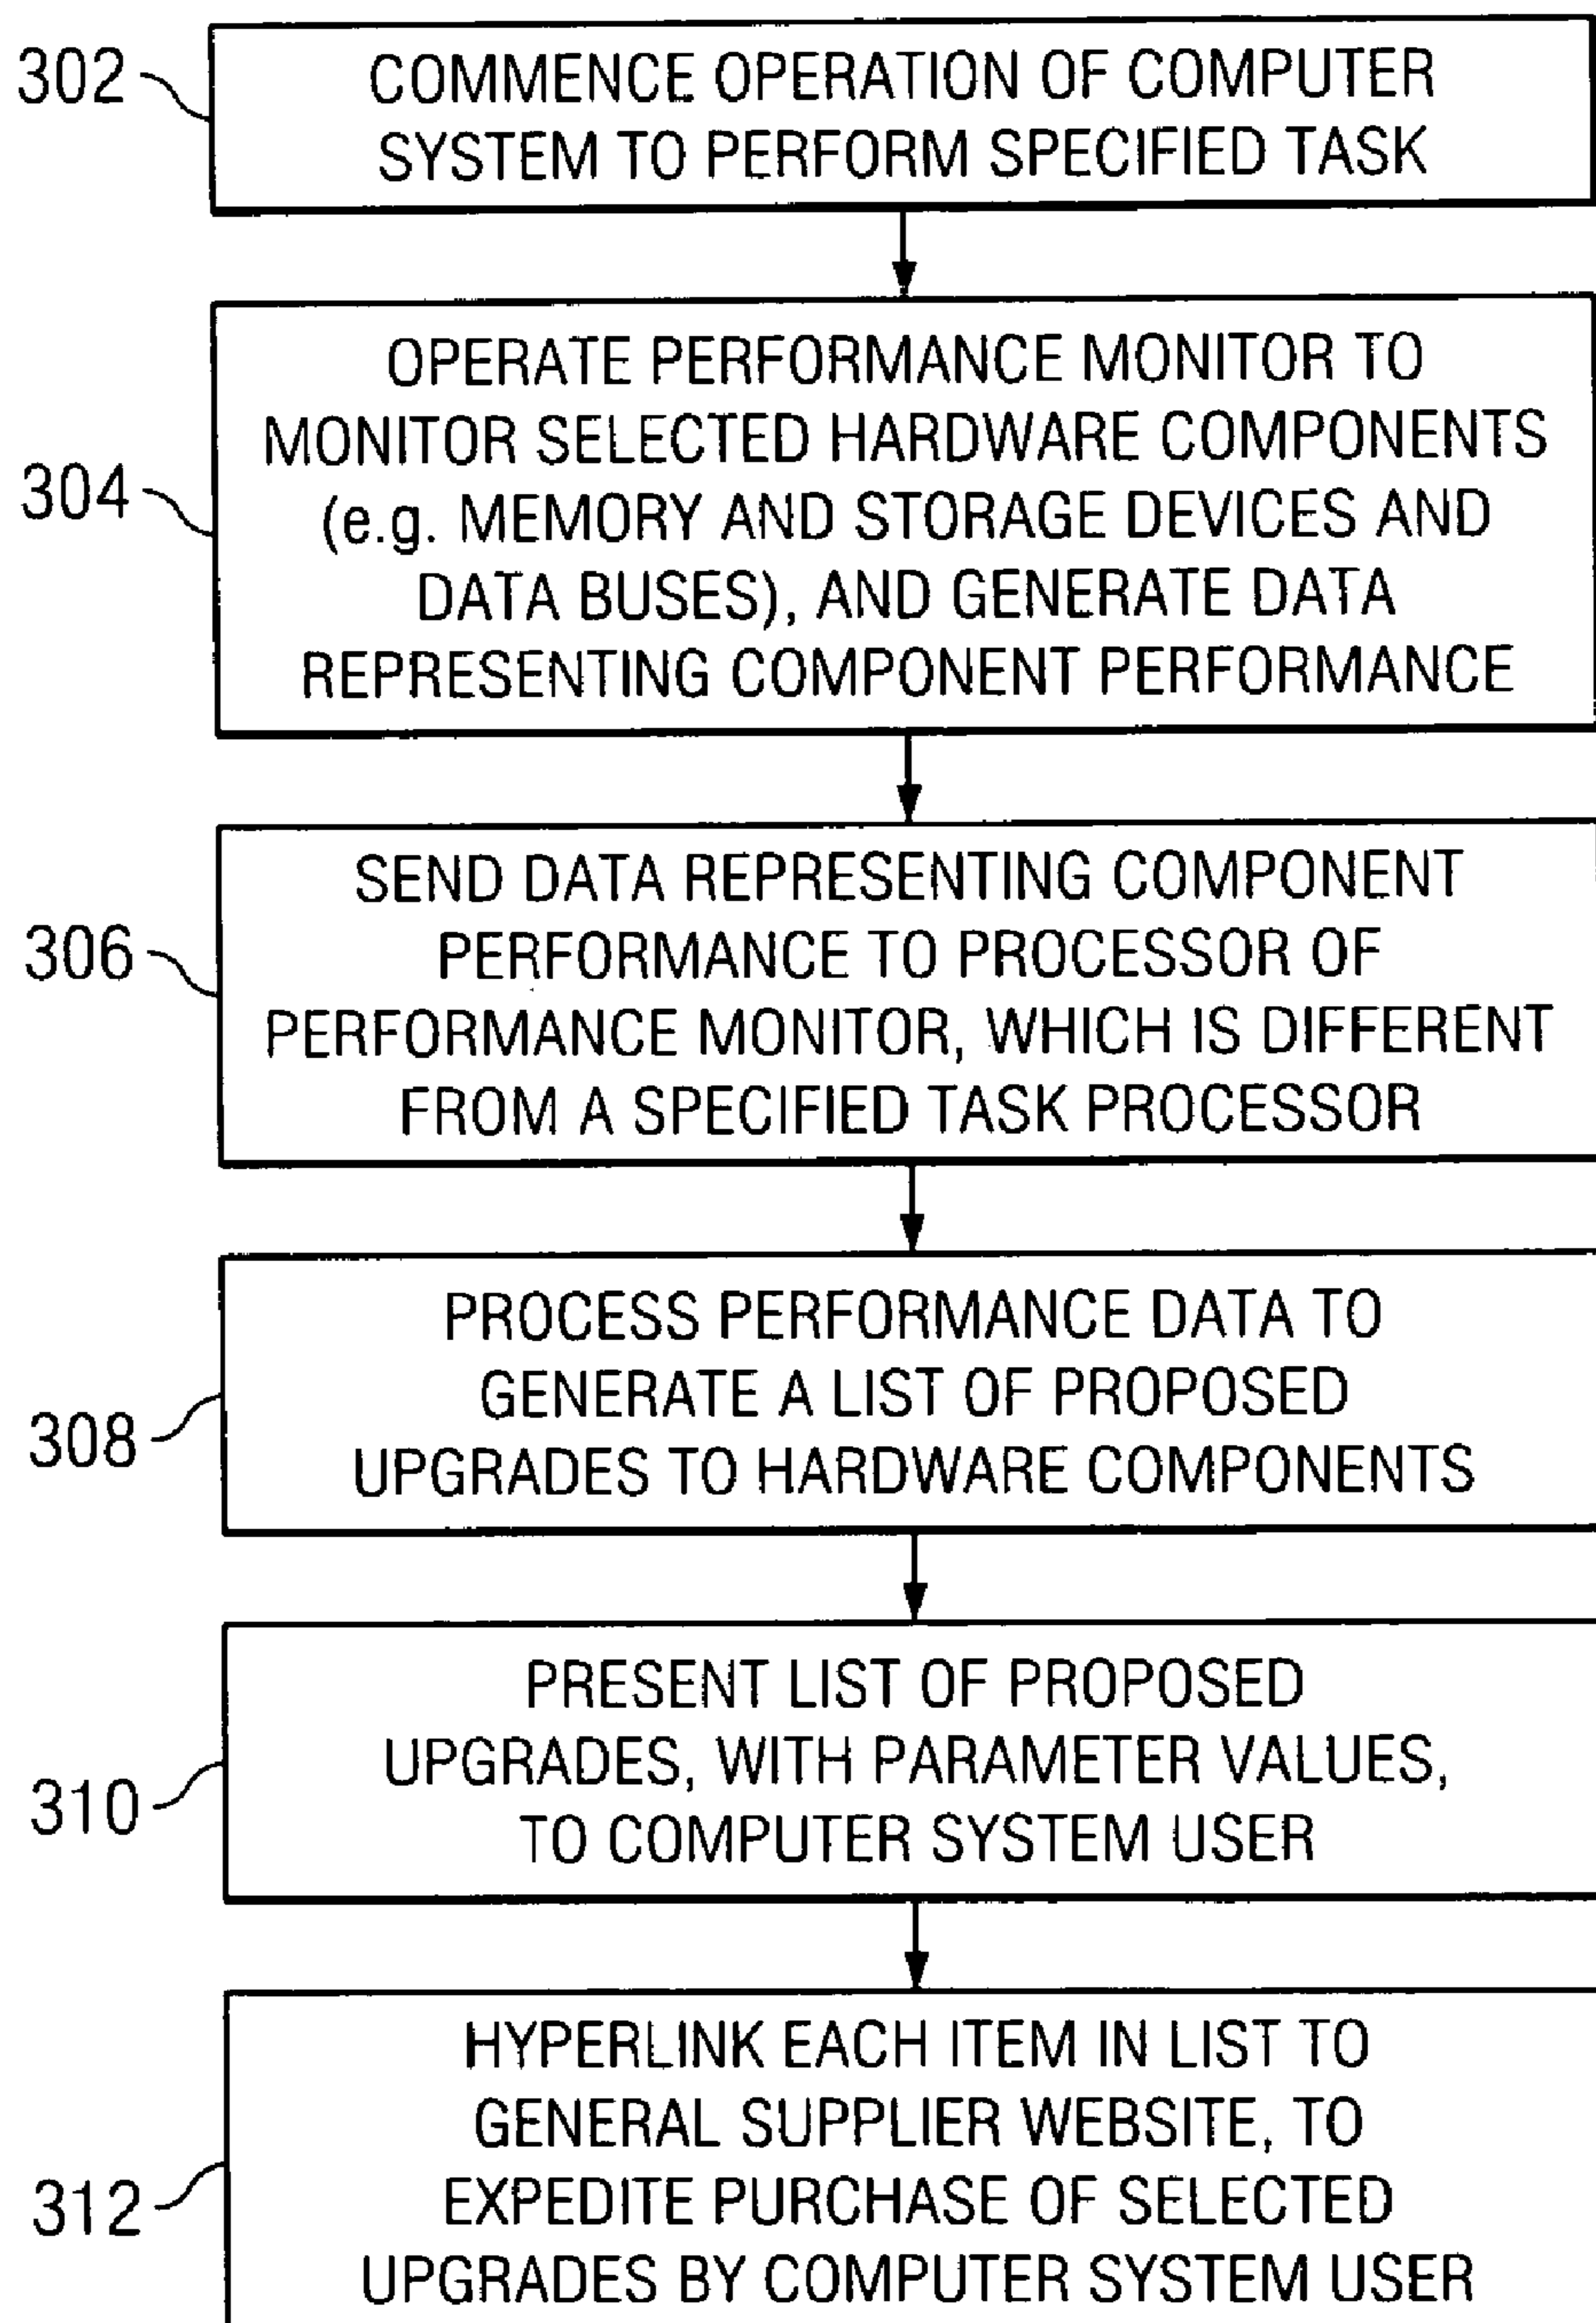 302
COMMENCE OPERATION OF COMPUTER
SYSTEM TO PERFORM SPECIFIED TASK
304
OPERATE PERFORMANCE MONITOR TO
MONITOR SELECTED HARDWARE COMPONENTS
(e.g. MEMORY AND STORAGE DEVICES AND
DATA BUSES), AND GENERATE DATA
REPRESENTING COMPONENT PERFORMANCE
306
SEND DATA REPRESENTING COMPONENT
PERFORMANCE TO PROCESSOR OF
PERFORMANCE MONITOR, WHICH IS DIFFERENT
FROM A SPECIFIED TASK PROCESSOR
308
PROCESS PERFORMANCE DATA TO
GENERATE A LIST OF PROPOSED
UPGRADES TO HARDWARE COMPONENTS
310
PRESENT LIST OF PROPOSED
UPGRADES, WITH PARAMETER VALUES,
TO COMPUTER SYSTEM USER
312
HYPERLINK EACH ITEM IN LIST TO
GENERAL SUPPLIER WEBSITE, TO
EXPEDITE PURCHASE OF SELECTED
UPGRADES BY COMPUTER SYSTEM USER